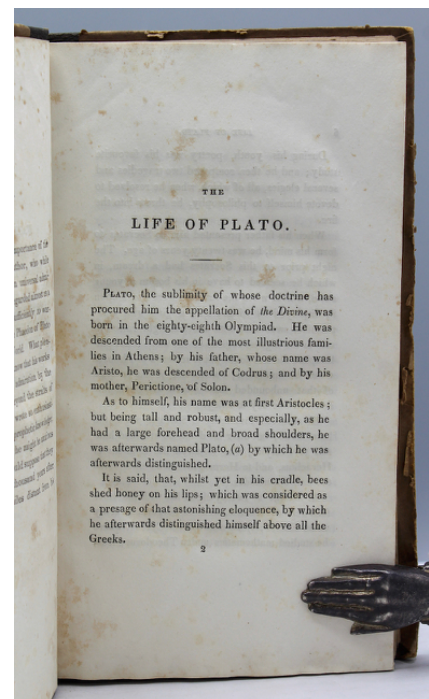 THE
LIFE OF PLATO.
PLATO, the sublimity of whose doctrine has
procured him the appellation of the Divine, was
born in the eighty-eighth Olympiad. He was
descended from one of the most illustrious fami-
lies in Athens; by his father, whose name was
Aristo, he was descended of Codrus; and by his
mother, Perictione, of Solon.
As to himself, his name was at first Aristocles;
but being tall and robust, and especially, as he
had a large forehead and broad shoulders, he
was afterwards named Plato, (a) by which he was
afterwards distinguished.
It is said, that, whilst yet in his cradle, bees
shed honey on his lips; which was considered as
a presage of that astonishing eloquence, by which
he afterwards distinguished himself above all the
Greeks.
2